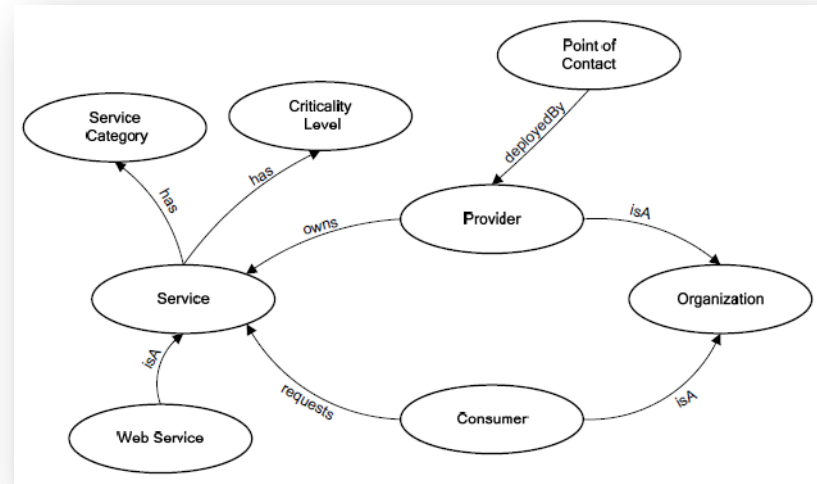 Point of
Contact
Service
Category
Criticality
Level
deployedBy
has
has
Provider
isA
owns
Service
Organization
isA
requests
Consumer
isA
Web Service